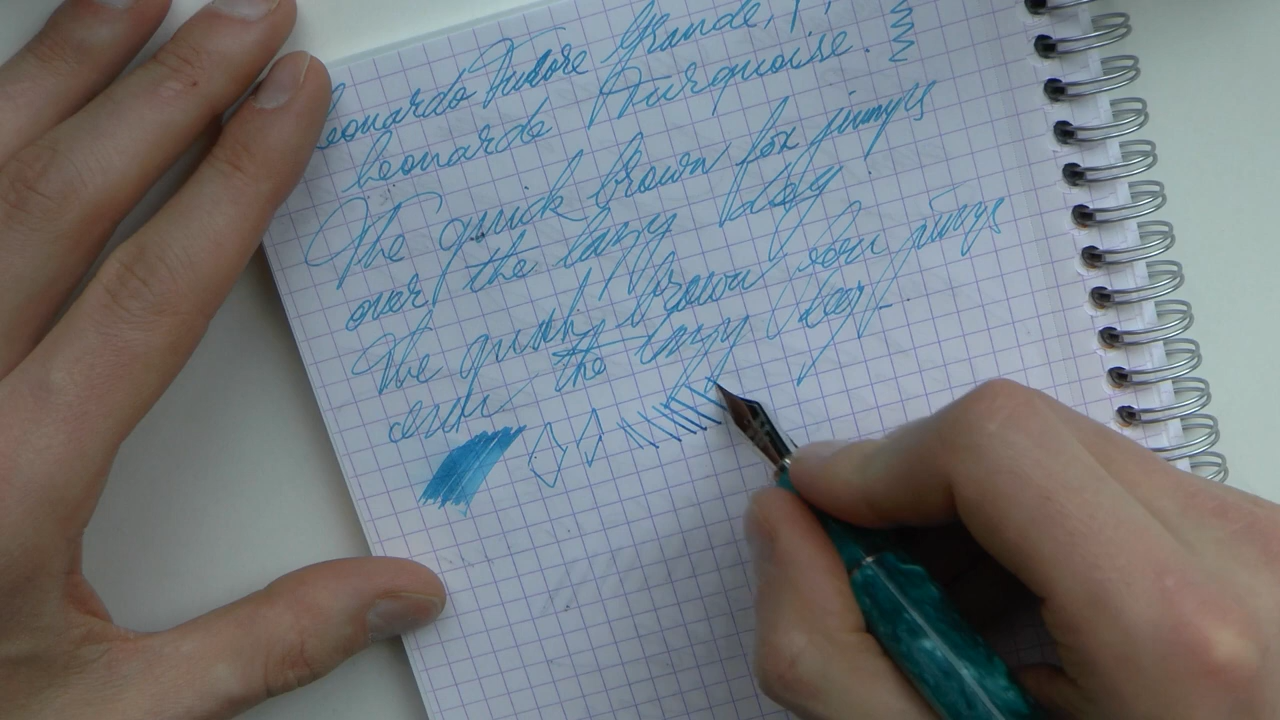 Leonardo Furore Grande, F.
Leonardo Turquoise.
The quick brown fox jumps
over the lazy dog
The quick brown fox jumps
over the lazy dog.